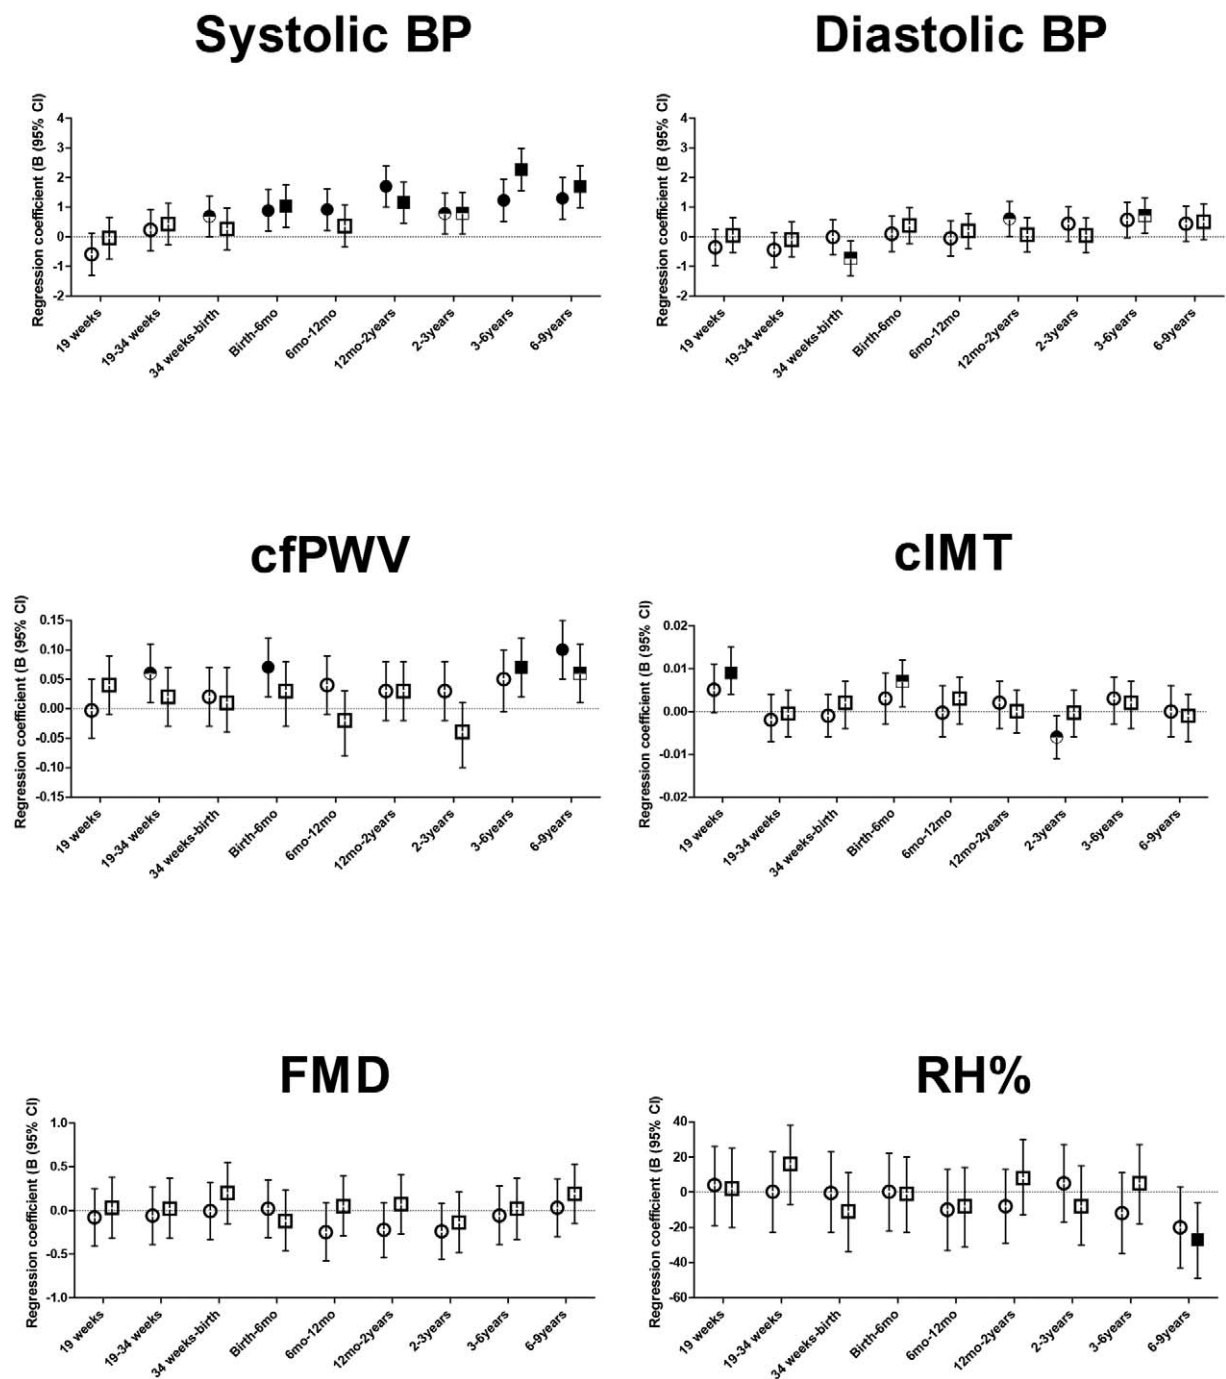 Systolic BP
Regression coefficient (B (95% CI)
4
3
2
1
0
-1
-2
19 weeks
19-34 weeks
34 weeks-birth
Birth-6mo
6mo-12mo
12mo-2years
2-3years
3-6years
6-9years
Diastolic BP
Regression coefficient (B (95% CI)
4
3
2
1
0
-1
-2
19 weeks
19-34 weeks
34 weeks-birth
Birth-6mo
6mo-12mo
12mo-2years
2-3years
3-6years
6-9years
cfPWV
Regression coefficient (B (95% CI)
0.15
0.10
0.05
0.00
-0.05
-0.10
-0.15
19 weeks
19-34 weeks
34 weeks-birth
Birth-6mo
6mo-12mo
12mo-2years
2-3years
3-6years
6-9years
cIMT
Regression coefficient (B (95% CI)
0.02
0.01
0.00
-0.01
-0.02
19 weeks
19-34 weeks
34 weeks-birth
Birth-6mo
6mo-12mo
12mo-2years
2-3years
3-6years
6-9years
FMD
Regression coefficient (B (95% CI)
1.0
0.5
0.0
-0.5
-1.0
19 weeks
19-34 weeks
34 weeks-birth
Birth-6mo
6mo-12mo
12mo-2years
2-3years
3-6years
6-9years
RH%
Regression coefficient (B (95% CI)
40
20
0
-20
-40
-60
19 weeks
19-34 weeks
34 weeks-birth
Birth-6mo
6mo-12mo
12mo-2years
2-3years
3-6years
6-9years